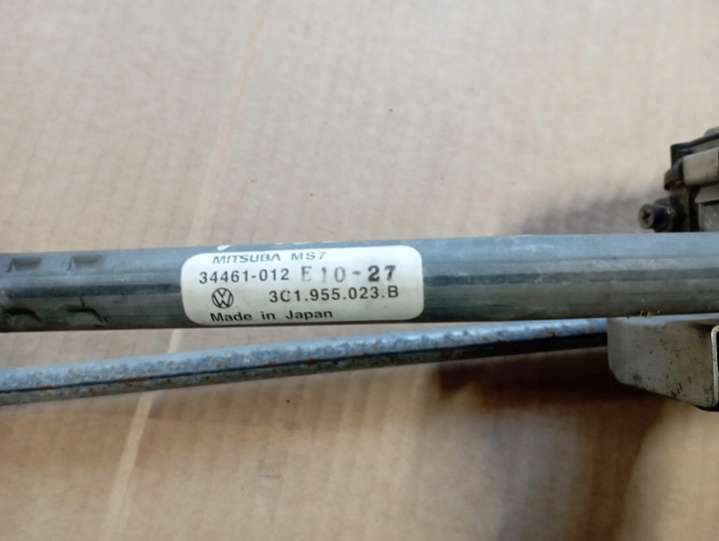 MITSUBA MS7
34461-012 E10-27
3C1.955.023.B
Made in Japan